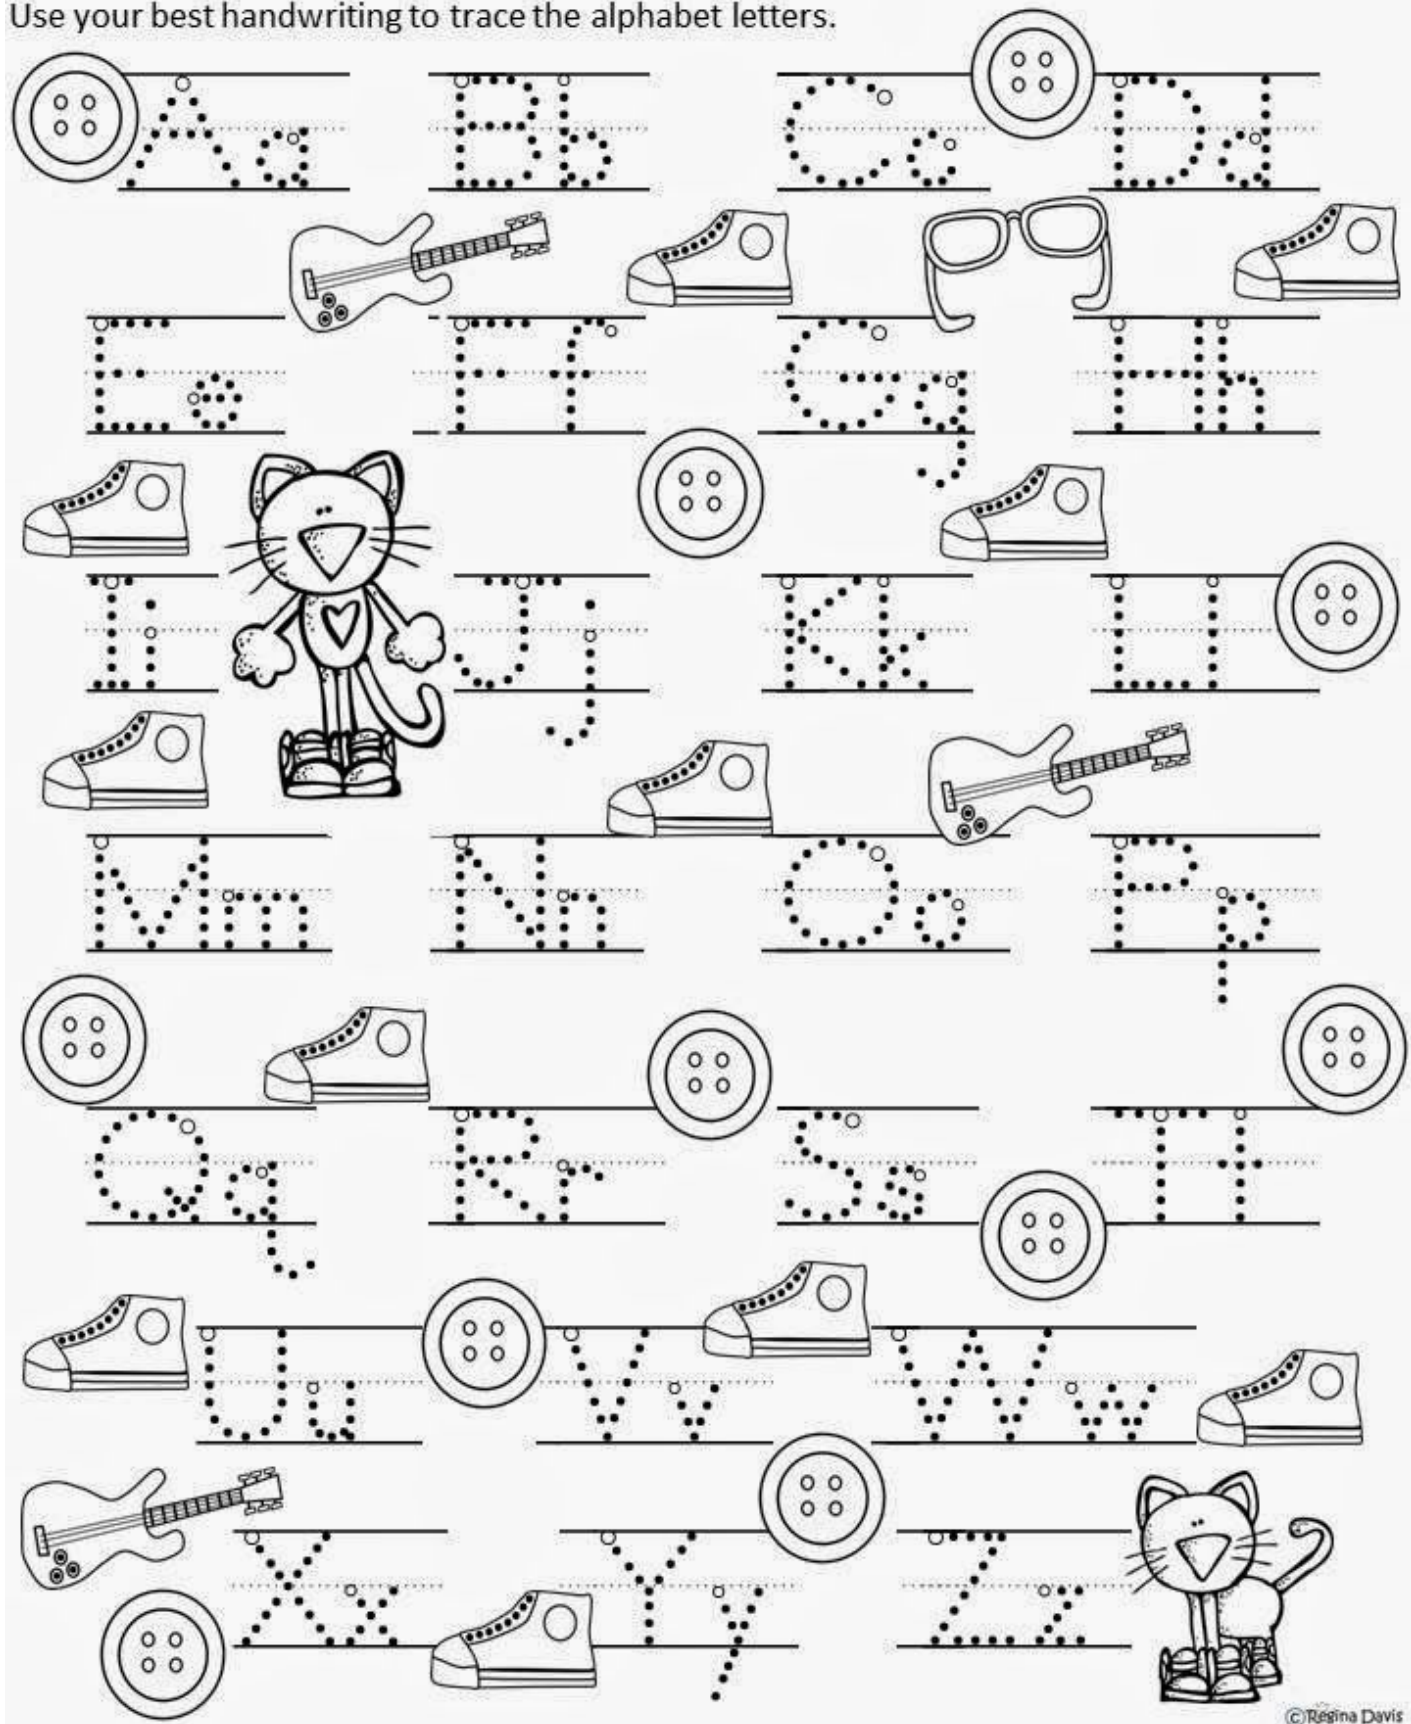 Use your best handwriting to trace the alphabet letters.
Aa Bb Cc Dd
Ee Ff Gg Hh
Ii Jj Kk Ll
Mm Nn Oo Pp
Qq Rr Ss Tt
Uu Vv Ww
Xx Yy Zz
©Regina Davis